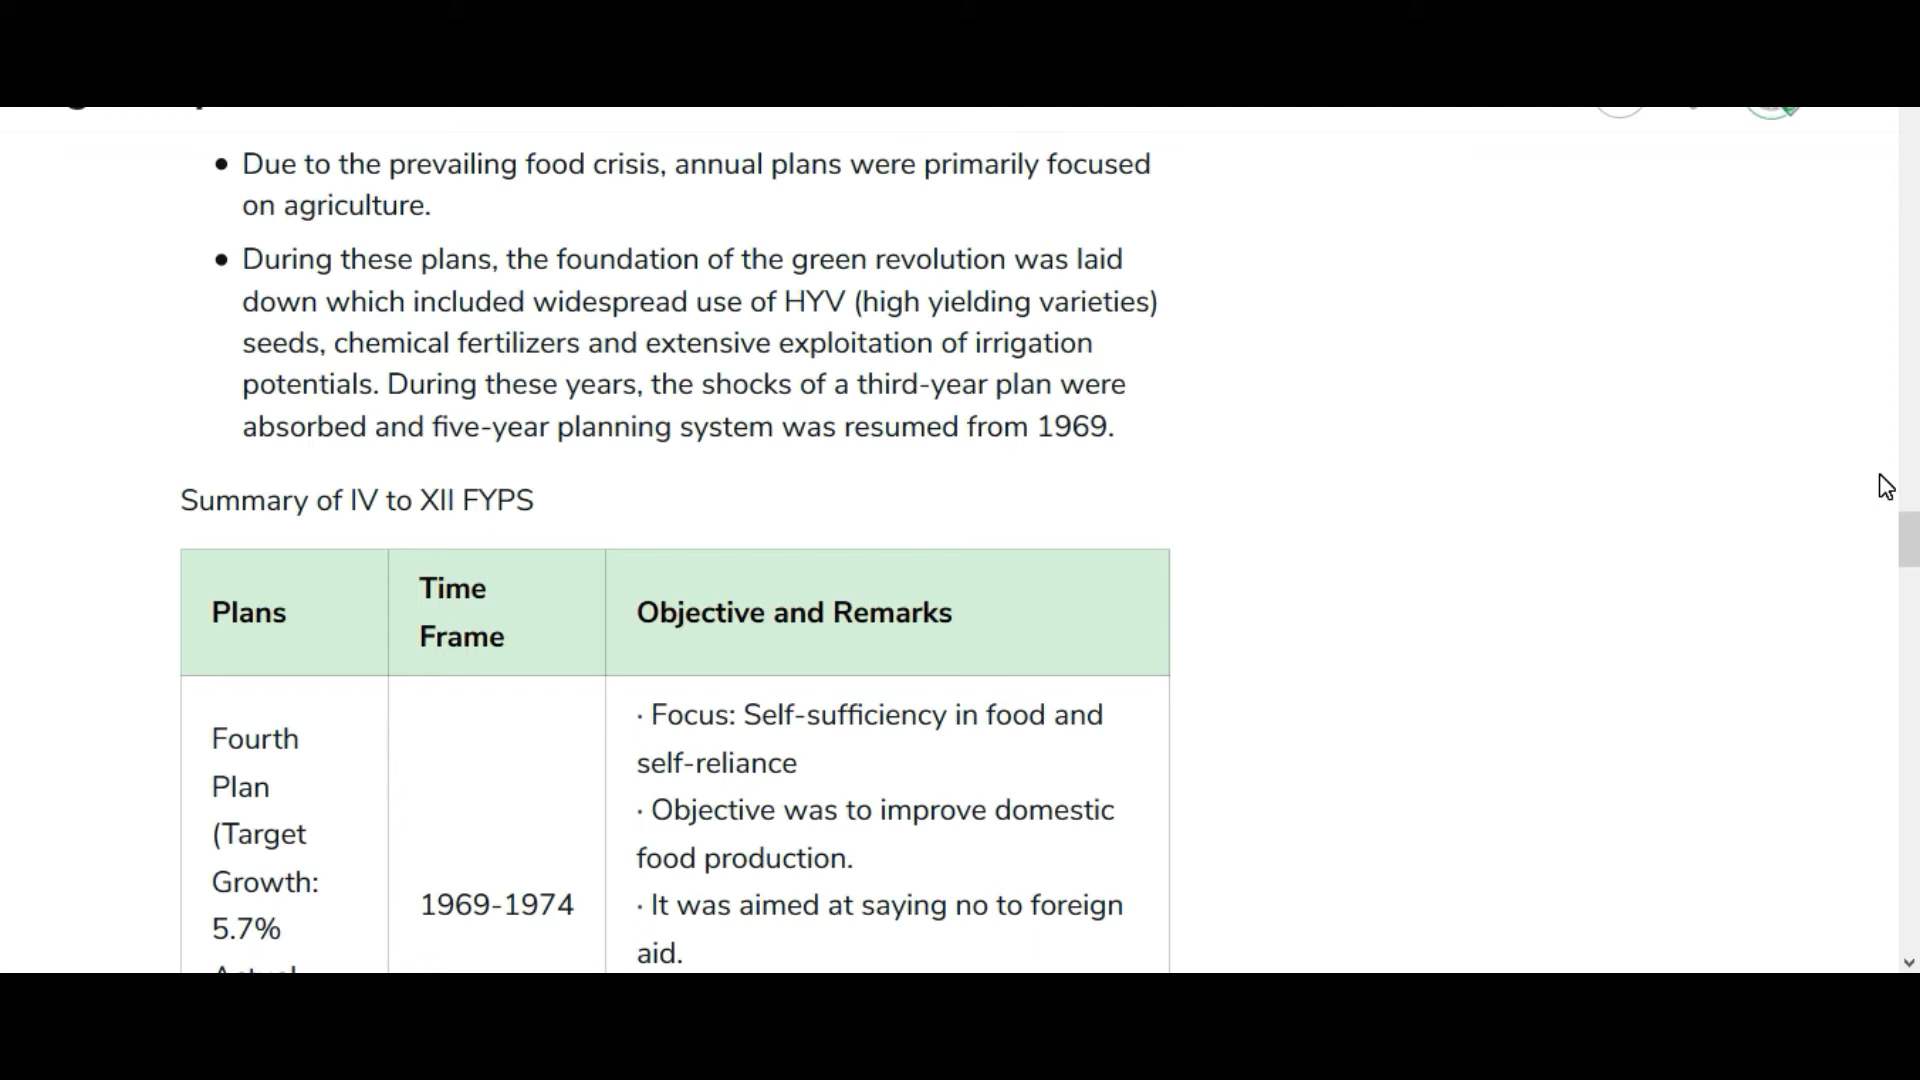 • Due to the prevailing food crisis, annual plans were primarily focused
on agriculture.
• During these plans, the foundation of the green revolution was laid
down which included widespread use of HYV (high yielding varieties)
seeds, chemical fertilizers and extensive exploitation of irrigation
potentials. During these years, the shocks of a third-year plan were
absorbed and five-year planning system was resumed from 1969.
Summary of IV to XII FYPS
Plans
Time
Frame
Objective and Remarks
Fourth
Plan
(Target
Growth:
5.7%
1969-1974
· Focus: Self-sufficiency in food and
self-reliance
· Objective was to improve domestic
food production.
· It was aimed at saying no to foreign
aid.